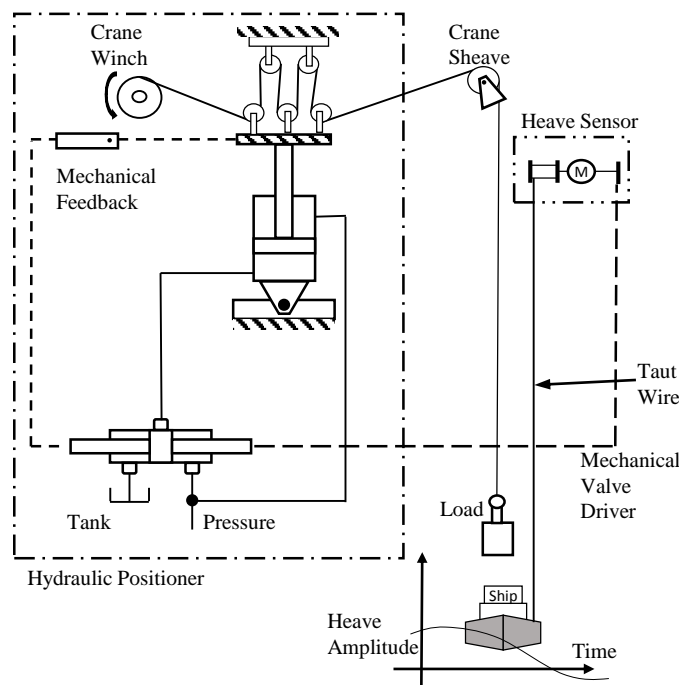 Crane
Winch
Crane
Sheave
Heave Sensor
M
Mechanical
Feedback
Taut
Wire
Mechanical
Valve
Driver
Tank
Pressure
Load
Hydraulic Positioner
Ship
Heave
Amplitude
Time